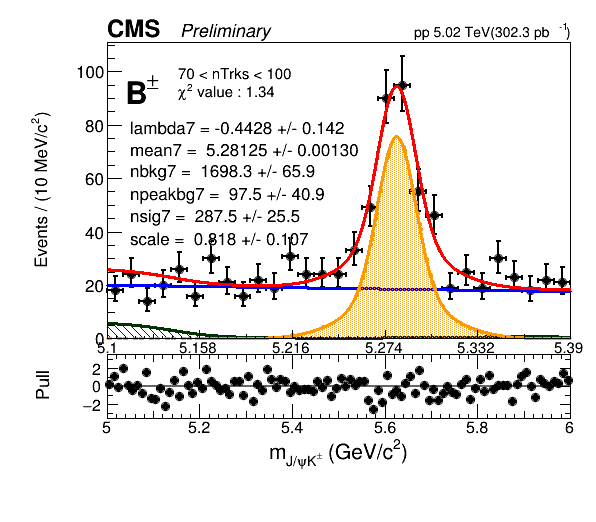 CMS Preliminary pp 5.02 TeV(302.3 pb⁻¹)
B± 70 < nTrks < 100
χ² value : 1.34
lambda7 = -0.4428 +/- 0.142
mean7 = 5.28125 +/- 0.00130
nbkg7 = 1698.3 +/- 65.9
npeakbg7 = 97.5 +/- 40.9
nsig7 = 287.5 +/- 25.5
scale = 0.818 +/- 0.107
Events / (10 MeV/c²)
100
80
60
40
20
0
5.1 5.158 5.216 5.274 5.332 5.39
Pull
2
0
−2
5 5.2 5.4 5.6 5.8 6
m_J/ψK± (GeV/c²)